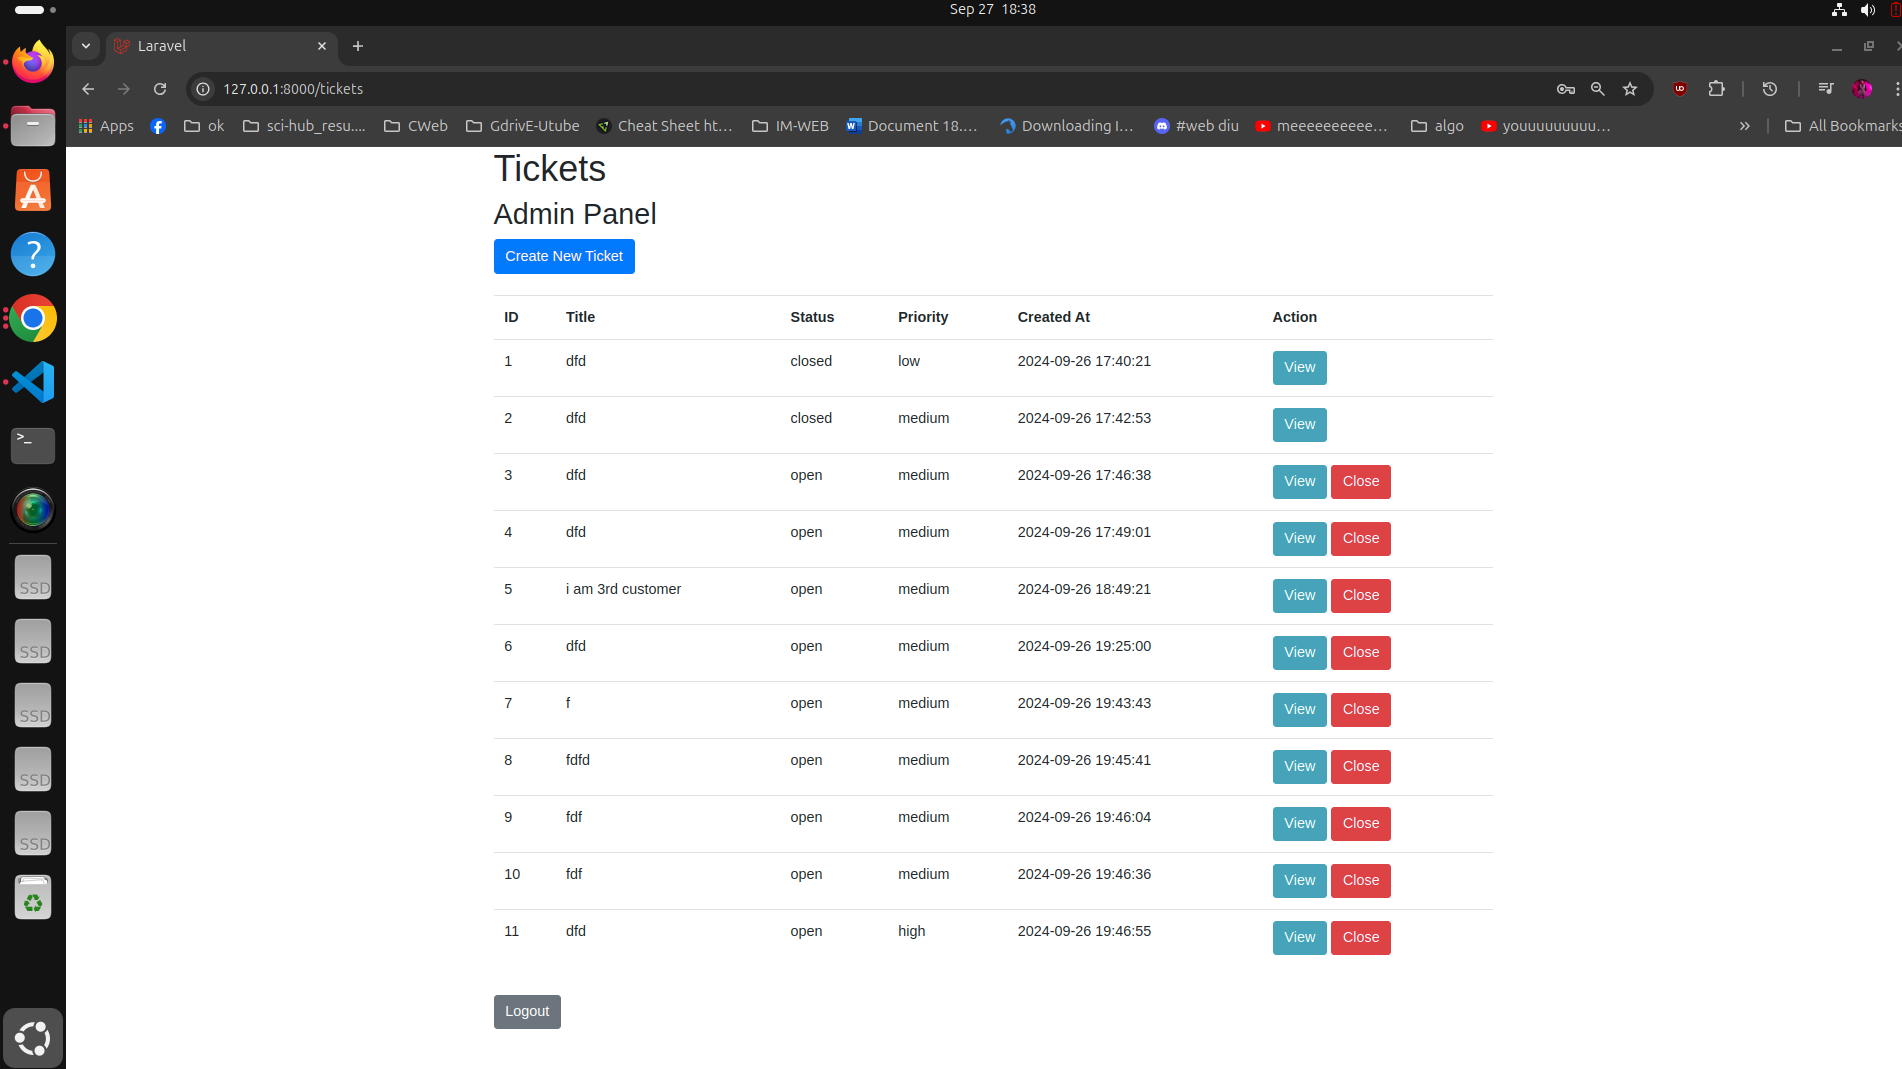 Sep 27 18:38
Laravel
127.0.0.1:8000/tickets
Apps ok sci-hub_resu.... CWeb GdrivE-Utube Cheat Sheet ht... IM-WEB Document 18.... Downloading I... #web diu meeeeeeeeee... algo youuuuuuuuu... All Bookmarks
Tickets
Admin Panel
Create New Ticket
ID Title Status Priority Created At Action
1 dfd closed low 2024-09-26 17:40:21 View
2 dfd closed medium 2024-09-26 17:42:53 View
3 dfd open medium 2024-09-26 17:46:38 View Close
4 dfd open medium 2024-09-26 17:49:01 View Close
5 i am 3rd customer open medium 2024-09-26 18:49:21 View Close
6 dfd open medium 2024-09-26 19:25:00 View Close
7 f open medium 2024-09-26 19:43:43 View Close
8 fdfd open medium 2024-09-26 19:45:41 View Close
9 fdf open medium 2024-09-26 19:46:04 View Close
10 fdf open medium 2024-09-26 19:46:36 View Close
11 dfd open high 2024-09-26 19:46:55 View Close
Logout
SSD
SSD
SSD
SSD
SSD